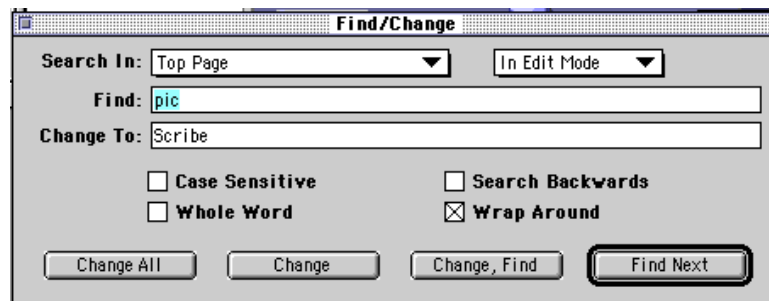 Find/Change
Search In: Top Page In Edit Mode
Find: pic
Change To: Scribe
Case Sensitive Search Backwards
Whole Word Wrap Around
Change All Change Change, Find Find Next